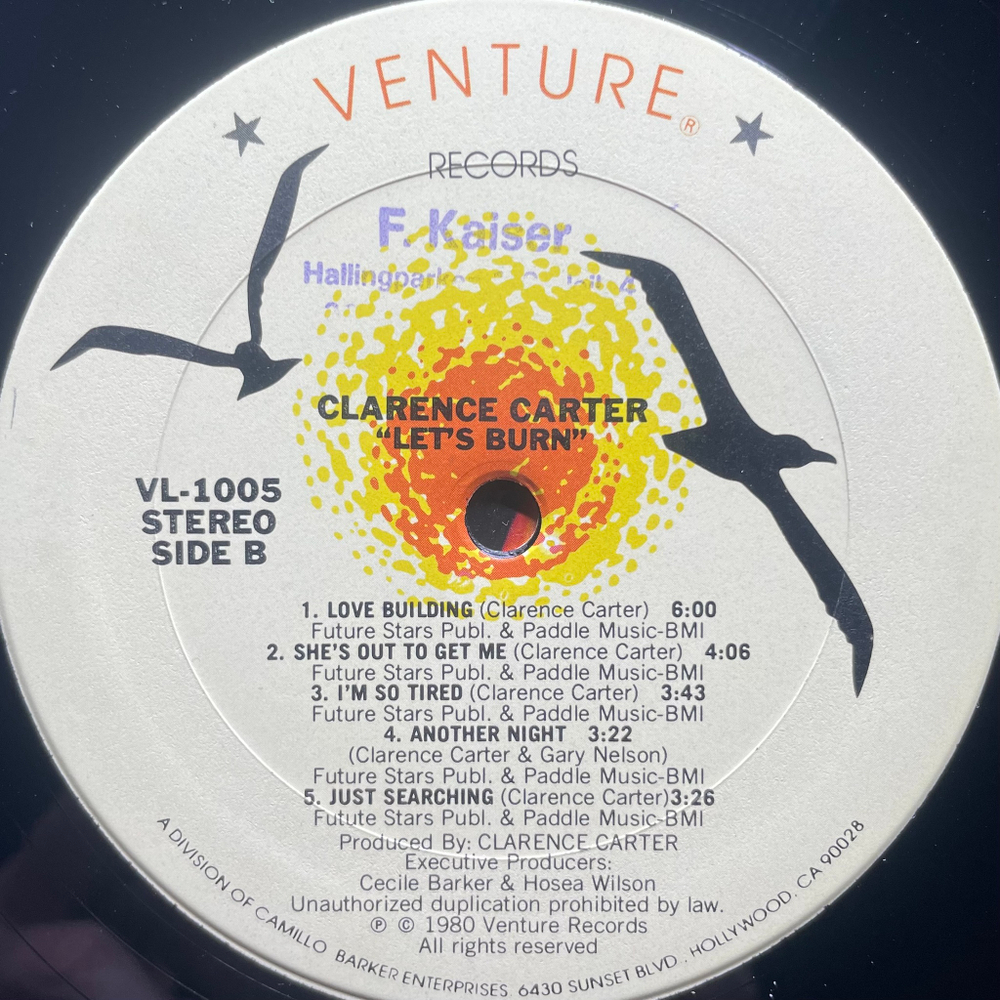 VENTURE®
RECORDS
F. Kaiser
CLARENCE CARTER
“LET'S BURN”
VL-1005
STEREO
SIDE B
1. LOVE BUILDING (Clarence Carter) 6:00
Future Stars Publ. & Paddle Music-BMI
2. SHE'S OUT TO GET ME (Clarence Carter) 4:06
Future Stars Publ. & Paddle Music-BMI
3. I'M SO TIRED (Clarence Carter) 3:43
Future Stars Publ. & Paddle Music-BMI
4. ANOTHER NIGHT 3:22
(Clarence Carter & Gary Nelson)
Future Stars Publ. & Paddle Music-BMI
5. JUST SEARCHING (Clarence Carter)3:26
Futute Stars Publ. & Paddle Music-BMI
Produced By: CLARENCE CARTER
Executive Producers:
Cecile Barker & Hosea Wilson
Unauthorized duplication prohibited by law.
℗ © 1980 Venture Records
All rights reserved
A DIVISION OF CAMILLO BARKER ENTERPRISES. 6430 SUNSET BLVD., HOLLYWOOD, CA 90028